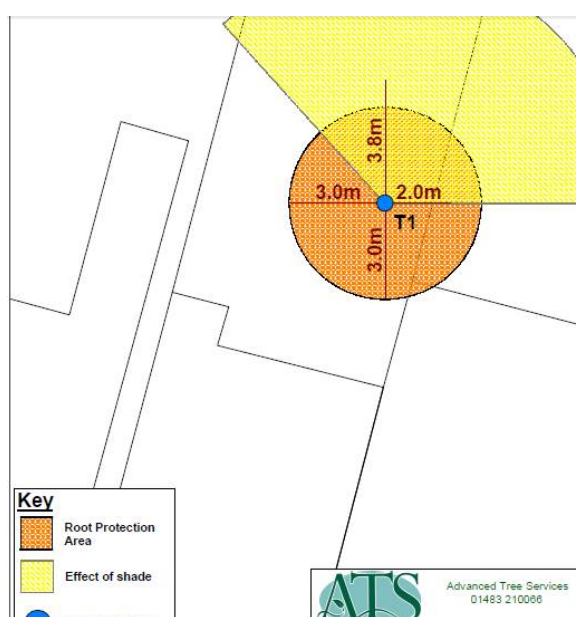 3.8m
3.0m 2.0m
T1
3.0m
Key
Root Protection
Area
Effect of shade
ATS
Advanced Tree Services
01483 210066